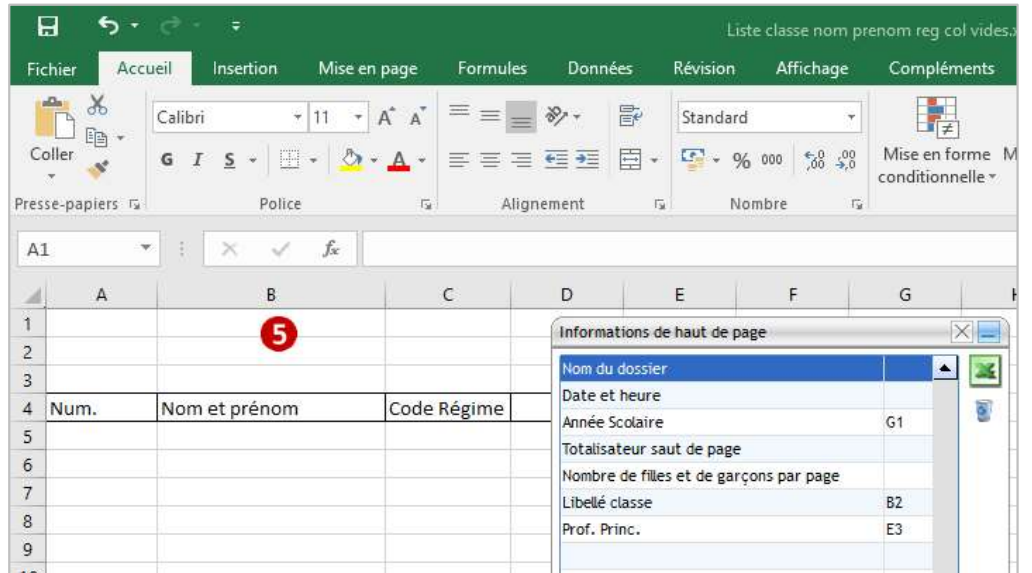 Liste classe nom prenom reg col vides.
Fichier Accueil Insertion Mise en page Formules Données Révision Affichage Compléments
Calibri 11 A A Standard
Coller G I S A % 000 Mise en forme M
conditionnelle
Presse-papiers Police Alignement Nombre
A1 fx
A B C D E F G
1 5 Informations de haut de page
2 Nom du dossier
3 Date et heure
4 Num. Nom et prénom Code Régime Année Scolaire G1
5 Totalisateur saut de page
6 Nombre de filles et de garçons par page
7 Libellé classe B2
8 Prof. Princ. E3
9